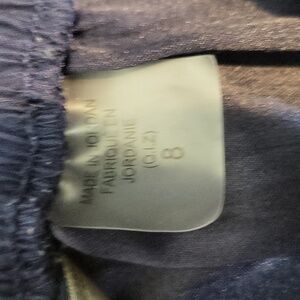 MADE IN JORDAN
FABRIQUE EN
JORDANIE
(Q.I.Z)
8